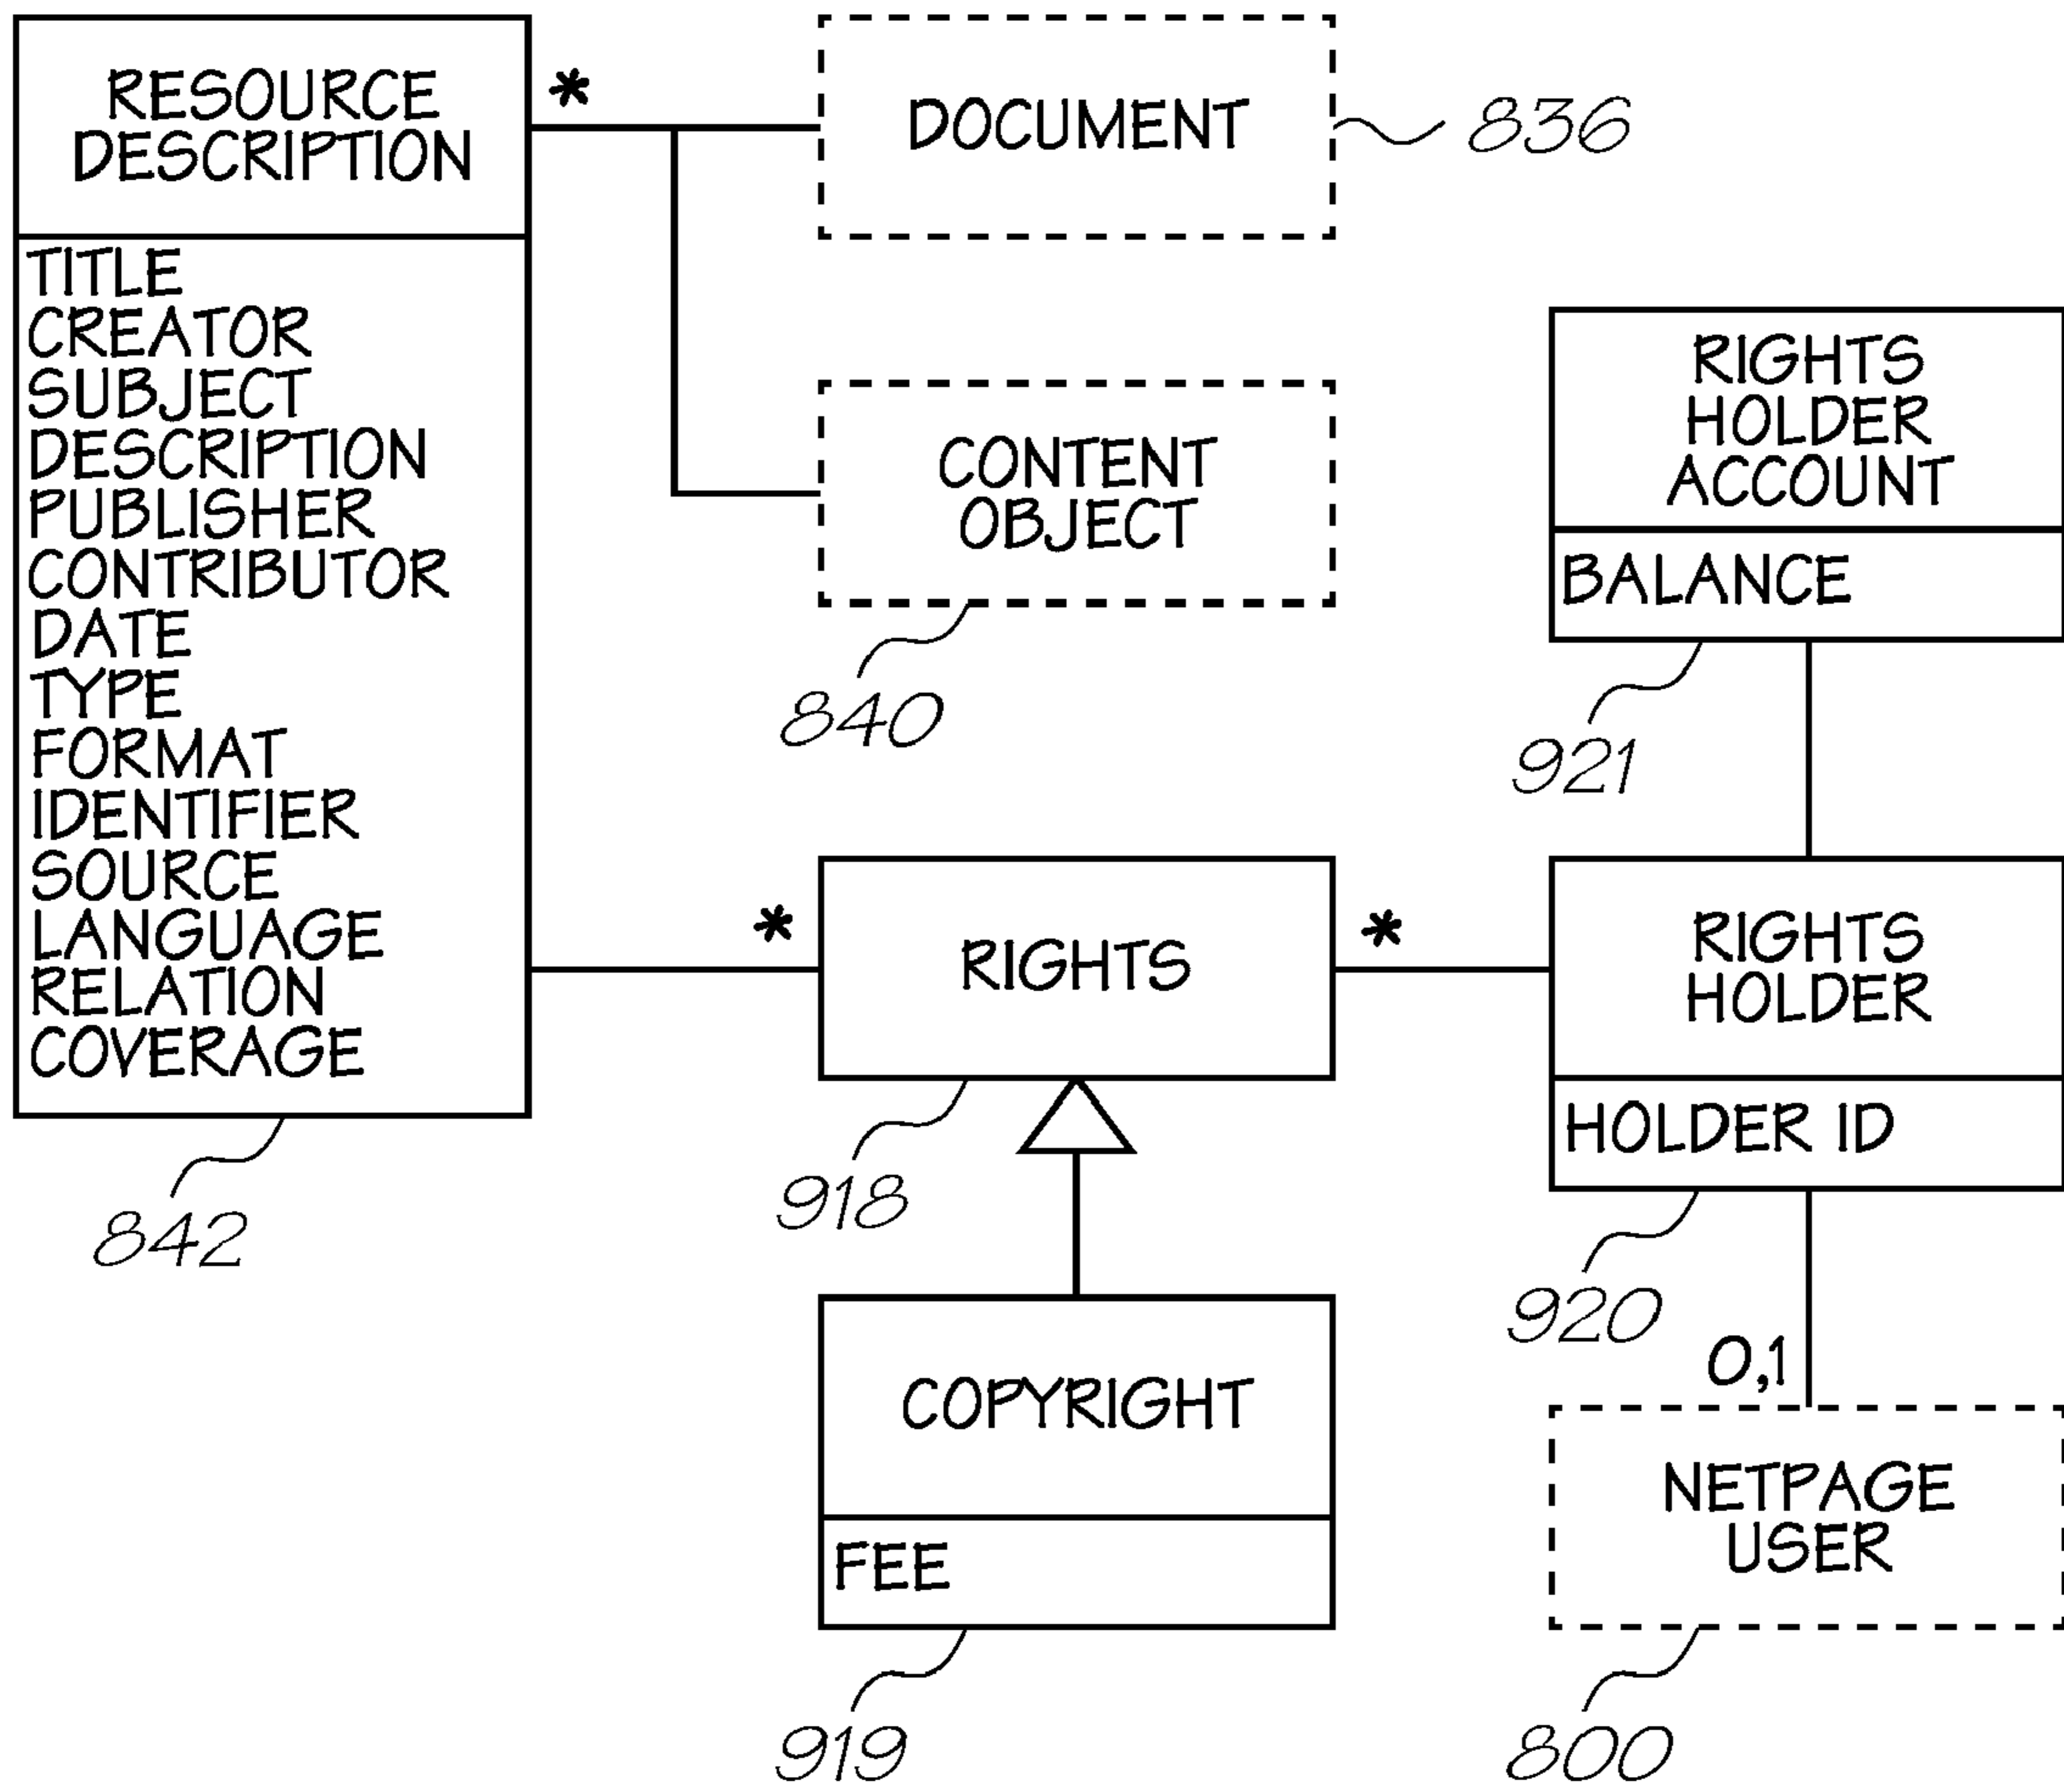 RESOURCE
DESCRIPTION
*
TITLE
CREATOR
SUBJECT
DESCRIPTION
PUBLISHER
CONTRIBUTOR
DATE
TYPE
FORMAT
IDENTIFIER
SOURCE
LANGUAGE
RELATION
COVERAGE
842
DOCUMENT
836
CONTENT
OBJECT
840
RIGHTS
HOLDER
ACCOUNT
BALANCE
921
*
RIGHTS
*
918
RIGHTS
HOLDER
HOLDER ID
920
COPYRIGHT
FEE
919
0,1
NETPAGE
USER
800